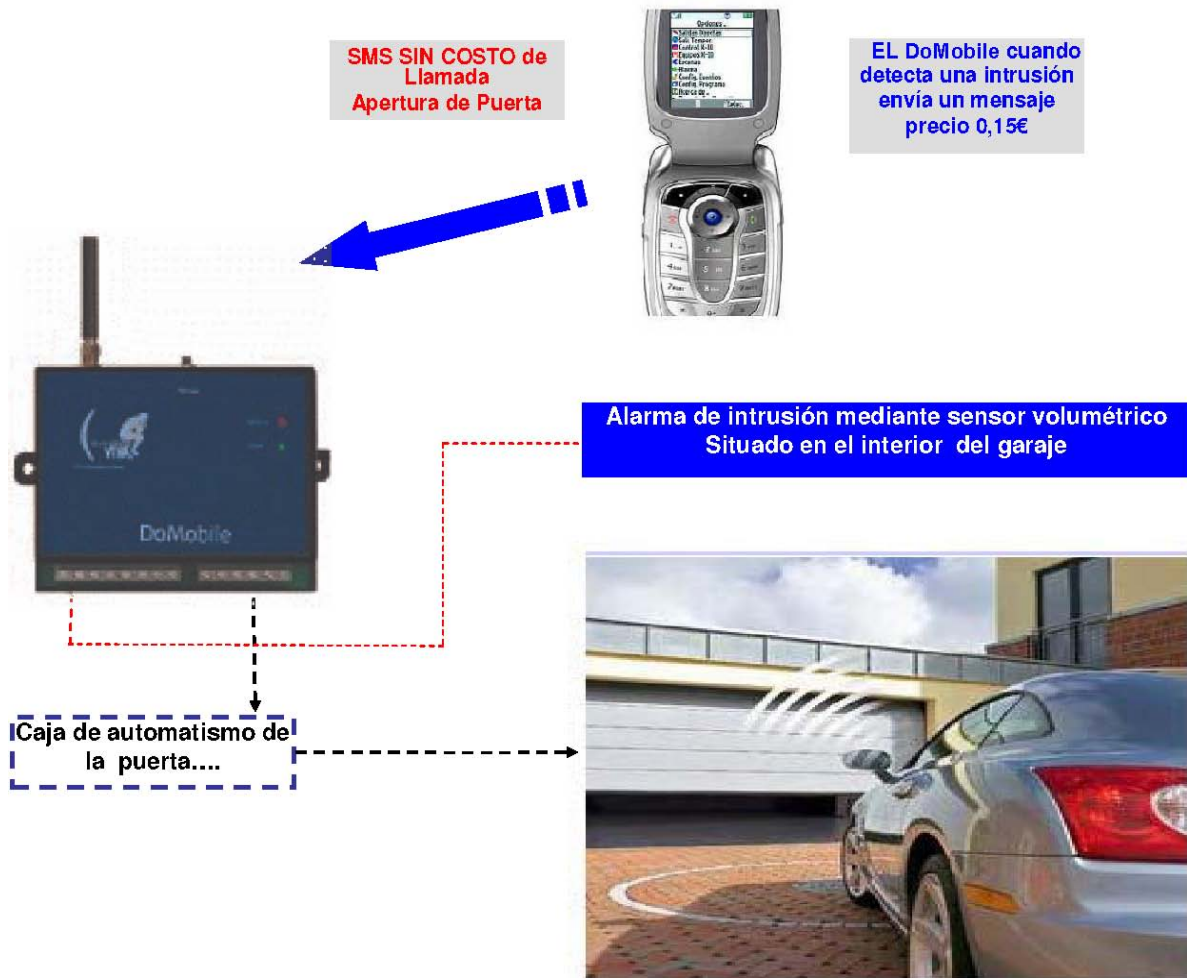 SMS SIN COSTO de
Llamada
Apertura de Puerta
Opciones...
EL DoMobile cuando
detecta una intrusión
envía un mensaje
precio 0,15€
Alarma de intrusión mediante sensor volumétrico
Situado en el interior del garaje
VIVA
DoMobile
Caja de automatismo de
la puerta....